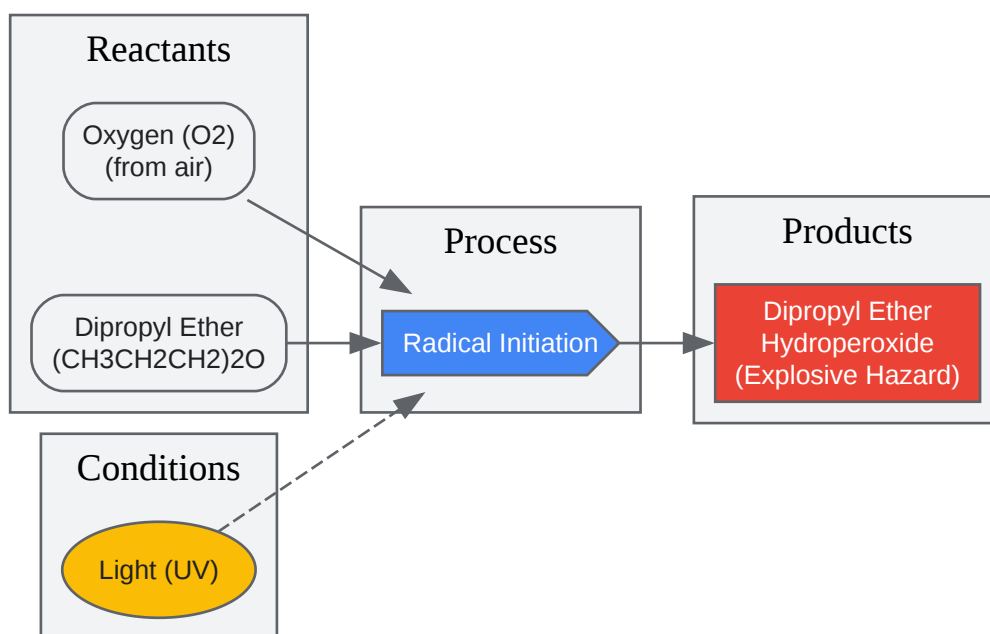 Reactants
Oxygen (O2)
(from air)
Dipropyl Ether
(CH3CH2CH2)2O
Conditions
Light (UV)
Process
Radical Initiation
Products
Dipropyl Ether
Hydroperoxide
(Explosive Hazard)